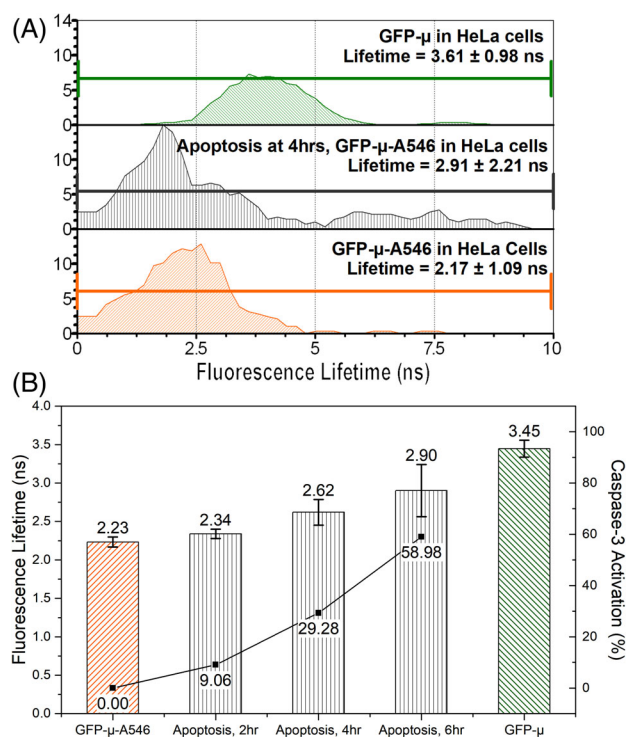 (A)
14
GFP-μ in HeLa cells
Lifetime = 3.61 ± 0.98 ns
10
5
0
Apoptosis at 4hrs, GFP-μ-A546 in HeLa cells
Lifetime = 2.91 ± 2.21 ns
10
5
0
GFP-μ-A546 in HeLa Cells
Lifetime = 2.17 ± 1.09 ns
10
5
0
0 2.5 5 7.5 10
Fluorescence Lifetime (ns)
(B)
Fluorescence Lifetime (ns)
4.0
3.5
3.0
2.5
2.0
1.5
1.0
0.5
0.0
2.23
2.34
2.62
2.90
3.45
0.00
9.06
29.28
58.98
100
80
60
40
20
0
Caspase-3 Activation (%)
GFP-μ-A546 Apoptosis, 2hr Apoptosis, 4hr Apoptosis, 6hr GFP-μ